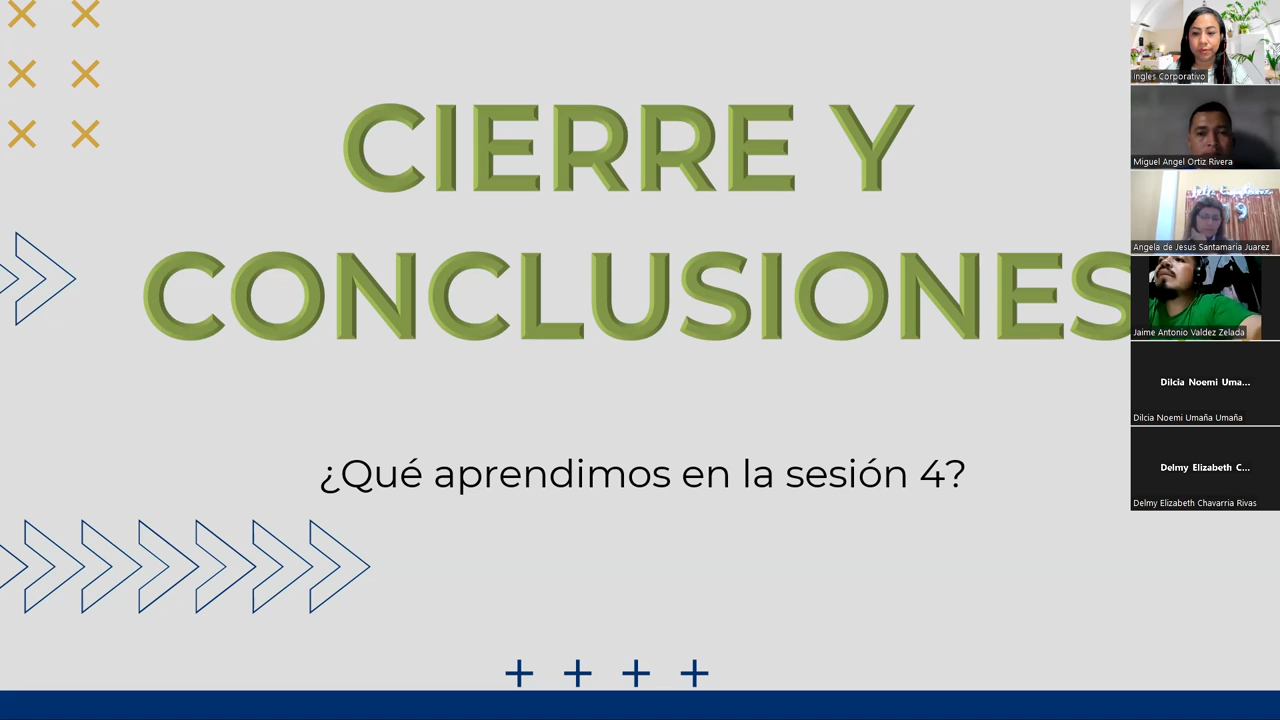 CIERRE Y
CONCLUSIONES
¿Qué aprendimos en la sesión 4?
Ingles Corporativo
Miguel Angel Ortiz Rivera
Angela de Jesus Santamaria Juarez
Jaime Antonio Valdez Zelada
Dilcia Noemi Uma...
Dilcia Noemi Umaña Umaña
Delmy Elizabeth C...
Delmy Elizabeth Chavarria Rivas